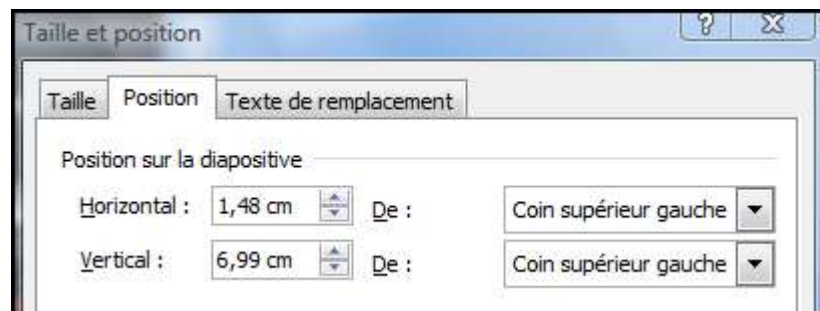 Taille et position
Taille Position Texte de remplacement
Position sur la diapositive
Horizontal : 1,48 cm De : Coin supérieur gauche
Vertical : 6,99 cm De : Coin supérieur gauche